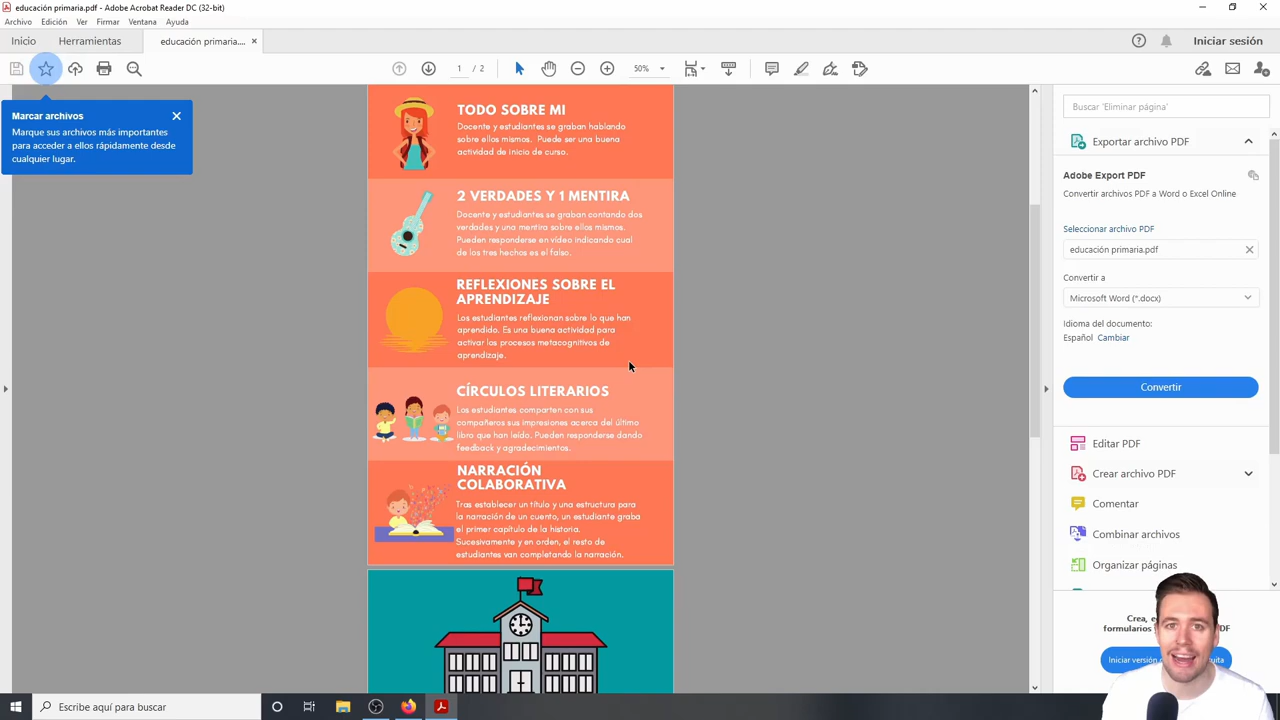 educación primaria.pdf - Adobe Acrobat Reader DC (32-bit)
Archivo Edición Ver Firmar Ventana Ayuda
Inicio Herramientas educación primaria.... ×
Iniciar sesión
1 / 2 50%
Marcar archivos
Marque sus archivos más importantes
para acceder a ellos rápidamente desde
cualquier lugar.
TODO SOBRE MI
Docente y estudiantes se graban hablando
sobre ellos mismos. Puede ser una buena
actividad de inicio de curso.
2 VERDADES Y 1 MENTIRA
Docente y estudiantes se graban contando dos
verdades y una mentira sobre ellos mismos.
Pueden responderse en vídeo indicando cual
de los tres hechos es el falso.
REFLEXIONES SOBRE EL
APRENDIZAJE
Los estudiantes reflexionan sobre lo que han
aprendido. Es una buena actividad para
activar los procesos metacognitivos de
aprendizaje.
CÍRCULOS LITERARIOS
Los estudiantes comparten con sus
compañeros sus impresiones acerca del último
libro que han leído. Pueden responderse dando
feedback y agradecimientos.
NARRACIÓN
COLABORATIVA
Tras establecer un título y una estructura para
la narración de un cuento, un estudiante graba
el primer capítulo de la historia.
Sucesivamente y en orden, el resto de
estudiantes van completando la narración.
Buscar 'Eliminar página'
Exportar archivo PDF
Adobe Export PDF
Convertir archivos PDF a Word o Excel Online
Seleccionar archivo PDF
educación primaria.pdf
Convertir a
Microsoft Word (*.docx)
Idioma del documento:
Español Cambiar
Convertir
Editar PDF
Crear archivo PDF
Comentar
Combinar archivos
Organizar páginas
Crea,
formularios
Iniciar versión
Escribe aquí para buscar